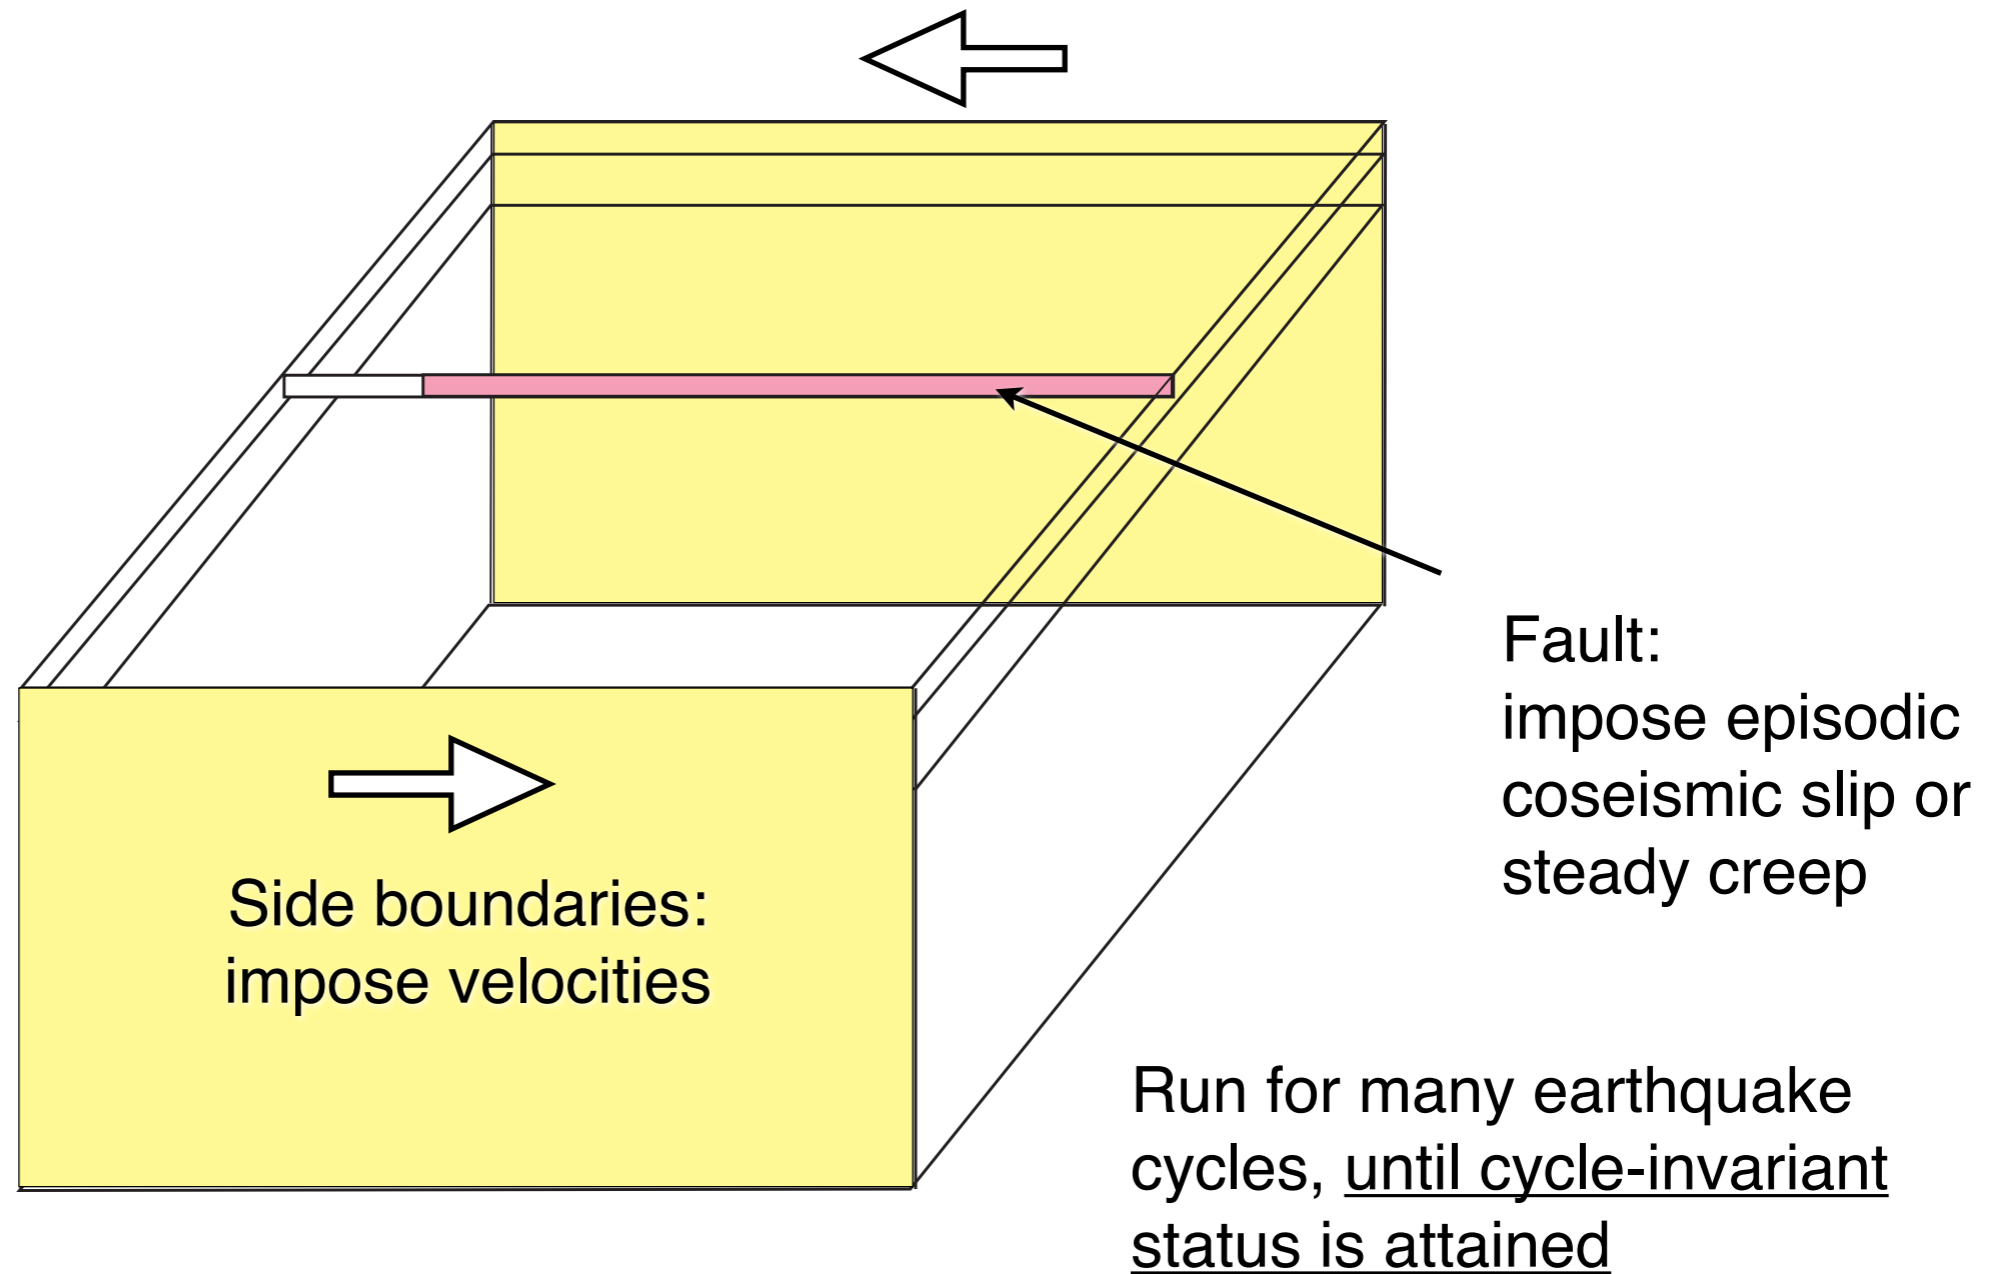 Fault:
impose episodic
coseismic slip or
steady creep
Side boundaries:
impose velocities
Run for many earthquake
cycles, until cycle-invariant
status is attained